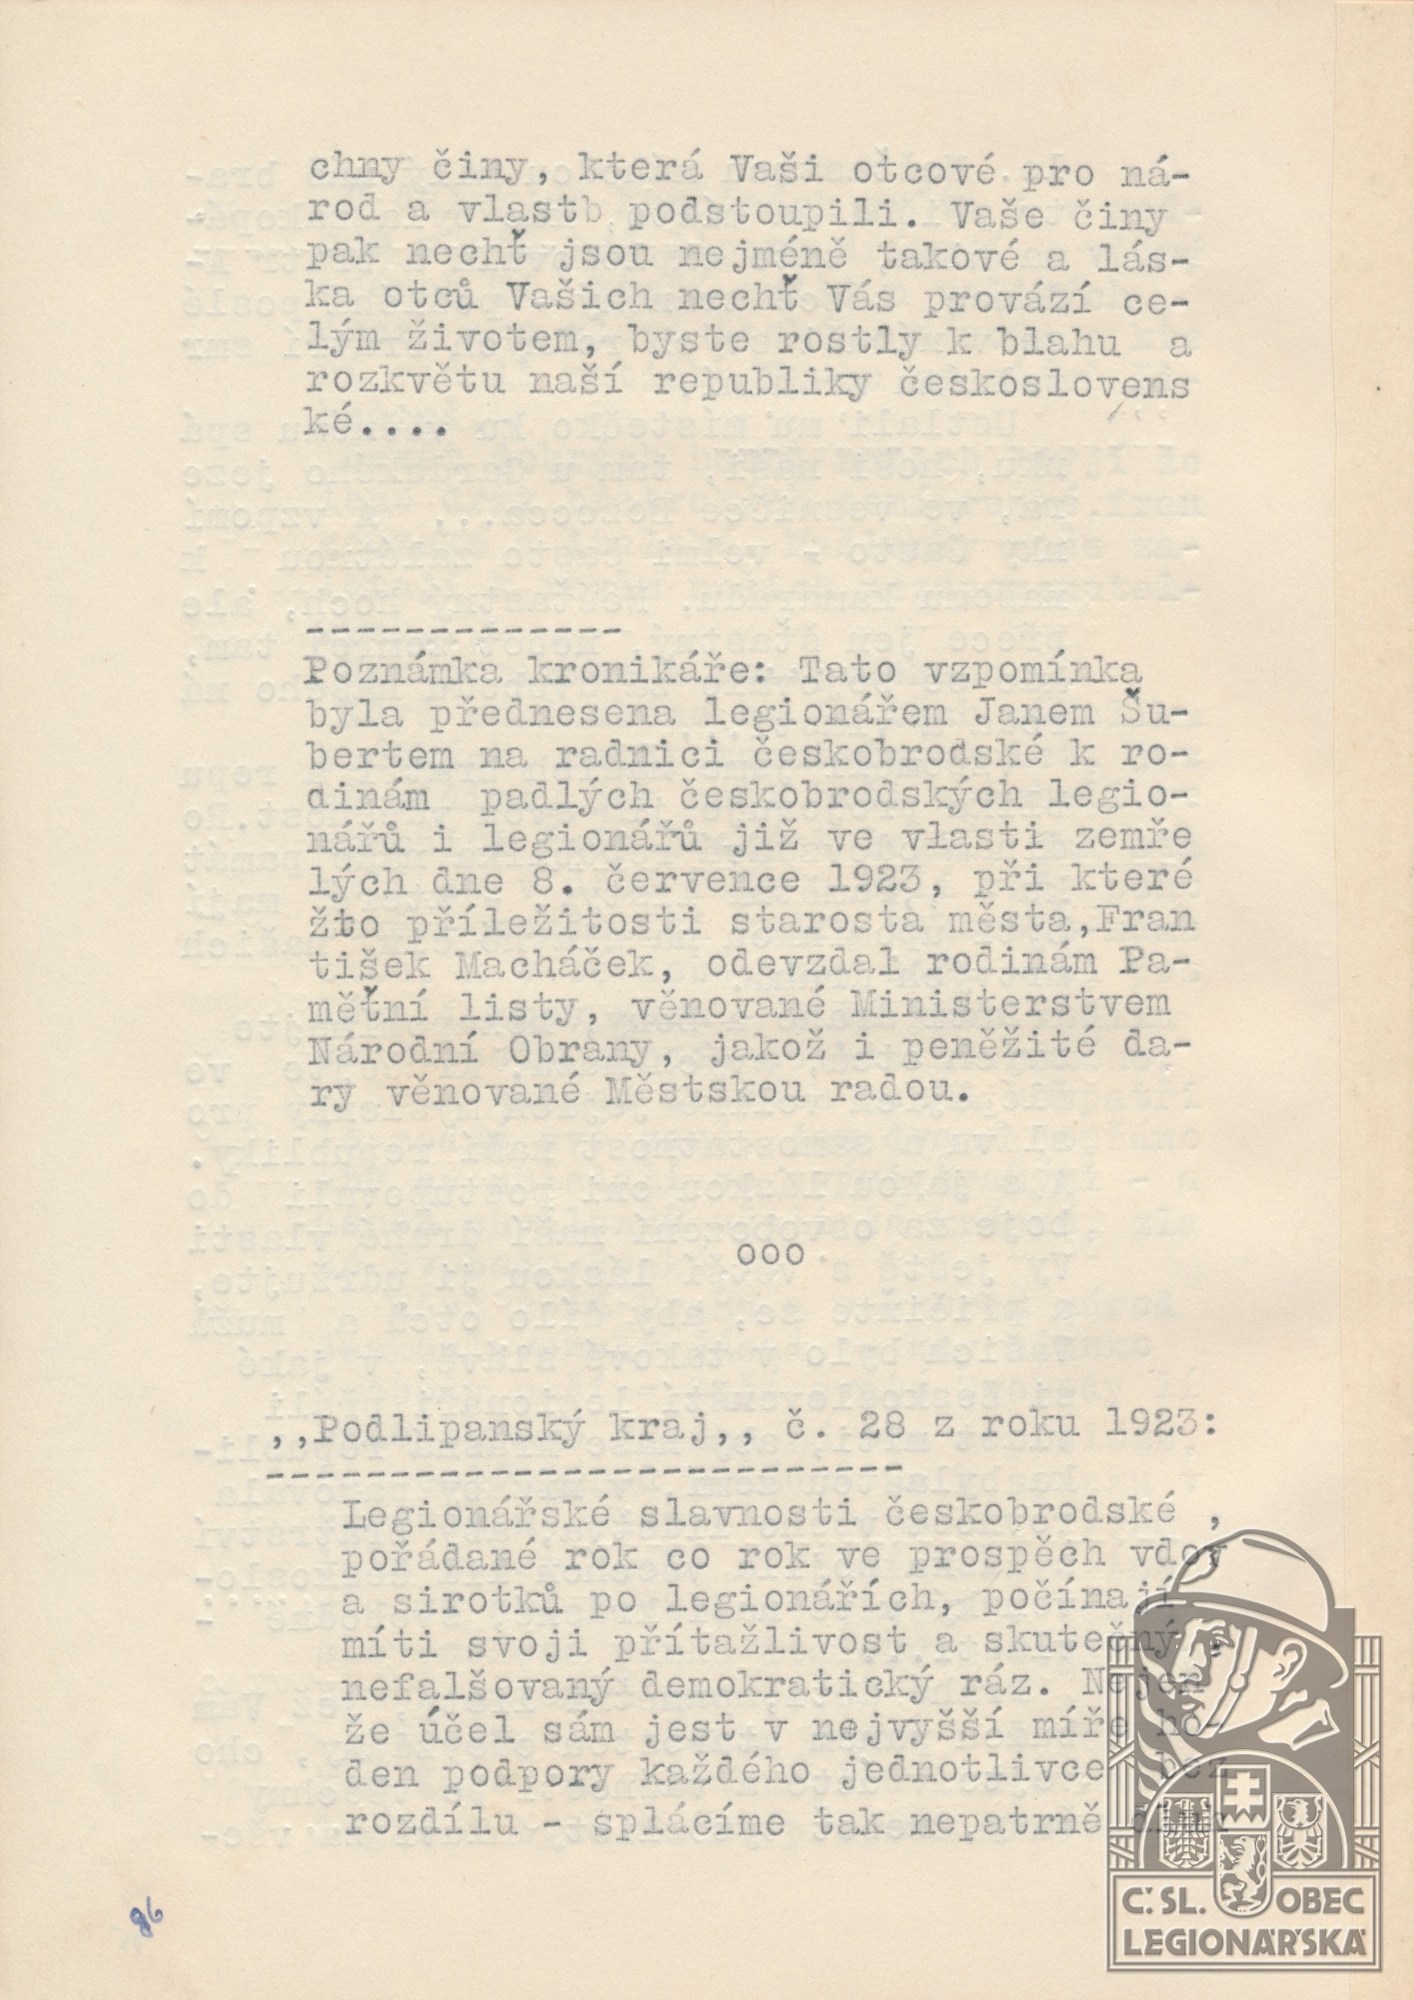 chny činy, která Vaši otcové pro ná-
rod a vlastb podstoupili. Vaše činy
pak nechť jsou nejméně takové a lás-
ka otců Vašich nechť Vás provází ce-
lým životem, byste rostly k blahu a
rozkvětu naší republiky českosloven­s
ké....
-------------
Poznámka kronikáře: Tato vzpomínka
byla přednesena legionářem Janem Šu-
bertem na radnici českobrodské k ro-
dinám padlých českobrodských legio-
nářů i legionářů již ve vlasti zemře
lých dne 8. července 1923, při které
žto příležitosti starosta města,Fran
tišek Macháček, odevzdal rodinám Pa-
mětní listy, věnované Ministerstvem
Národní Obrany, jakož i peněžité da-
ry věnované Městskou radou.
ooo
,,Podlipanský kraj,, č. 28 z roku 1923:
--------------------------
Legionářské slavnosti českobrodské ,
pořádané rok co rok ve prospěch vdov
a sirotků po legionářích, počínají
míti svoji přítažlivost a skutečný,
nefalšovaný demokratický ráz. Nejen
že účel sám jest v nejvyšší míře ho-
den podpory každého jednotlivce bez
rozdílu - splácíme tak nepatrně dluh
86
Č. SL. OBEC
LEGIONÁŘSKÁ